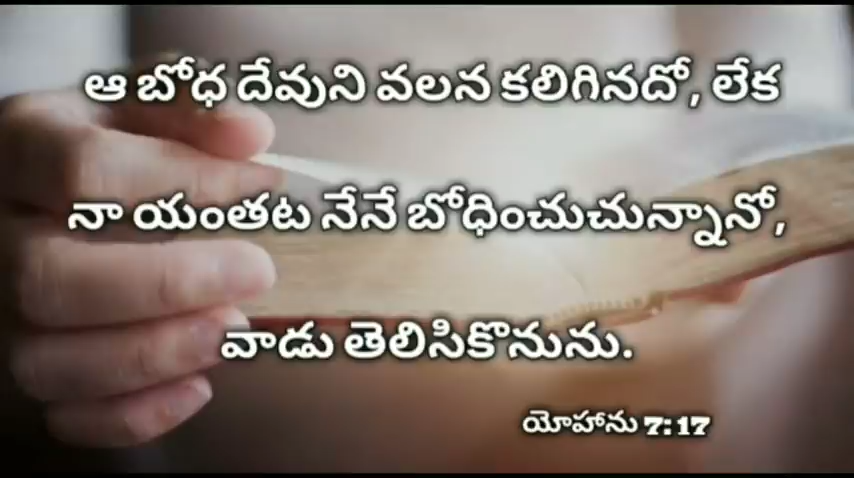 ఆ బోధ దేవుని వలన కలిగినదో, లేక
నా యంతట నేనే బోధించుచున్నానో,
వాడు తెలిసికొనును.
యోహాను 7:17